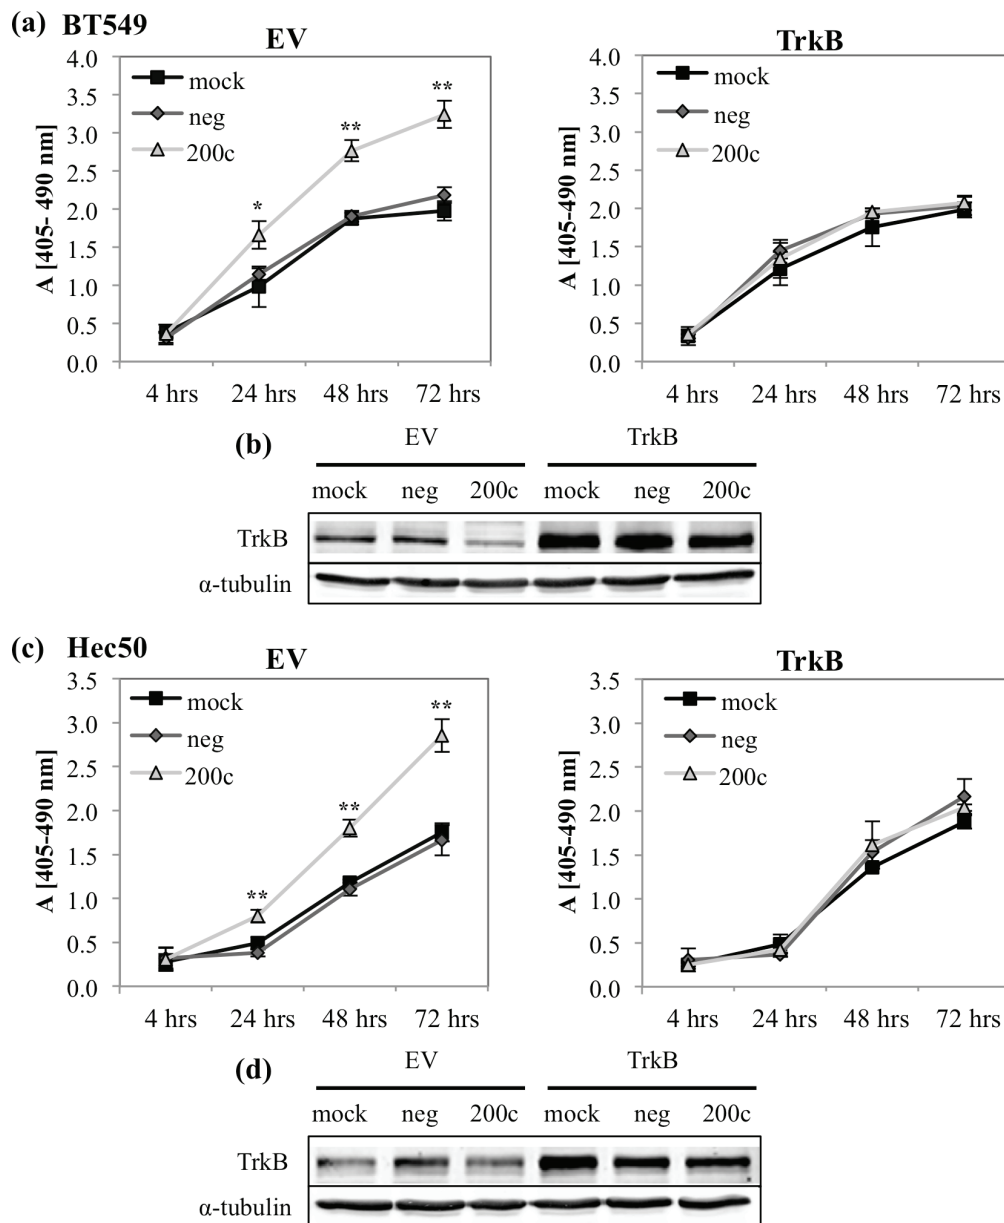 (a) BT549
EV
TrkB
4.0
3.5
3.0
2.5
2.0
1.5
1.0
0.5
0.0
A [405- 490 nm]
mock
neg
200c
*
**
**
4 hrs 24 hrs 48 hrs 72 hrs
4.0
3.5
3.0
2.5
2.0
1.5
1.0
0.5
0.0
A [405-490 nm]
mock
neg
200c
4 hrs 24 hrs 48 hrs 72 hrs
(b)
EV TrkB
mock neg 200c mock neg 200c
TrkB
α-tubulin
(c) Hec50
EV
TrkB
3.5
3.0
2.5
2.0
1.5
1.0
0.5
0.0
A [405-490 nm]
mock
neg
200c
**
**
**
4 hrs 24 hrs 48 hrs 72 hrs
3.5
3.0
2.5
2.0
1.5
1.0
0.5
0.0
A [405-490 nm]
mock
neg
200c
4 hrs 24 hrs 48 hrs 72 hrs
(d)
EV TrkB
mock neg 200c mock neg 200c
TrkB
α-tubulin